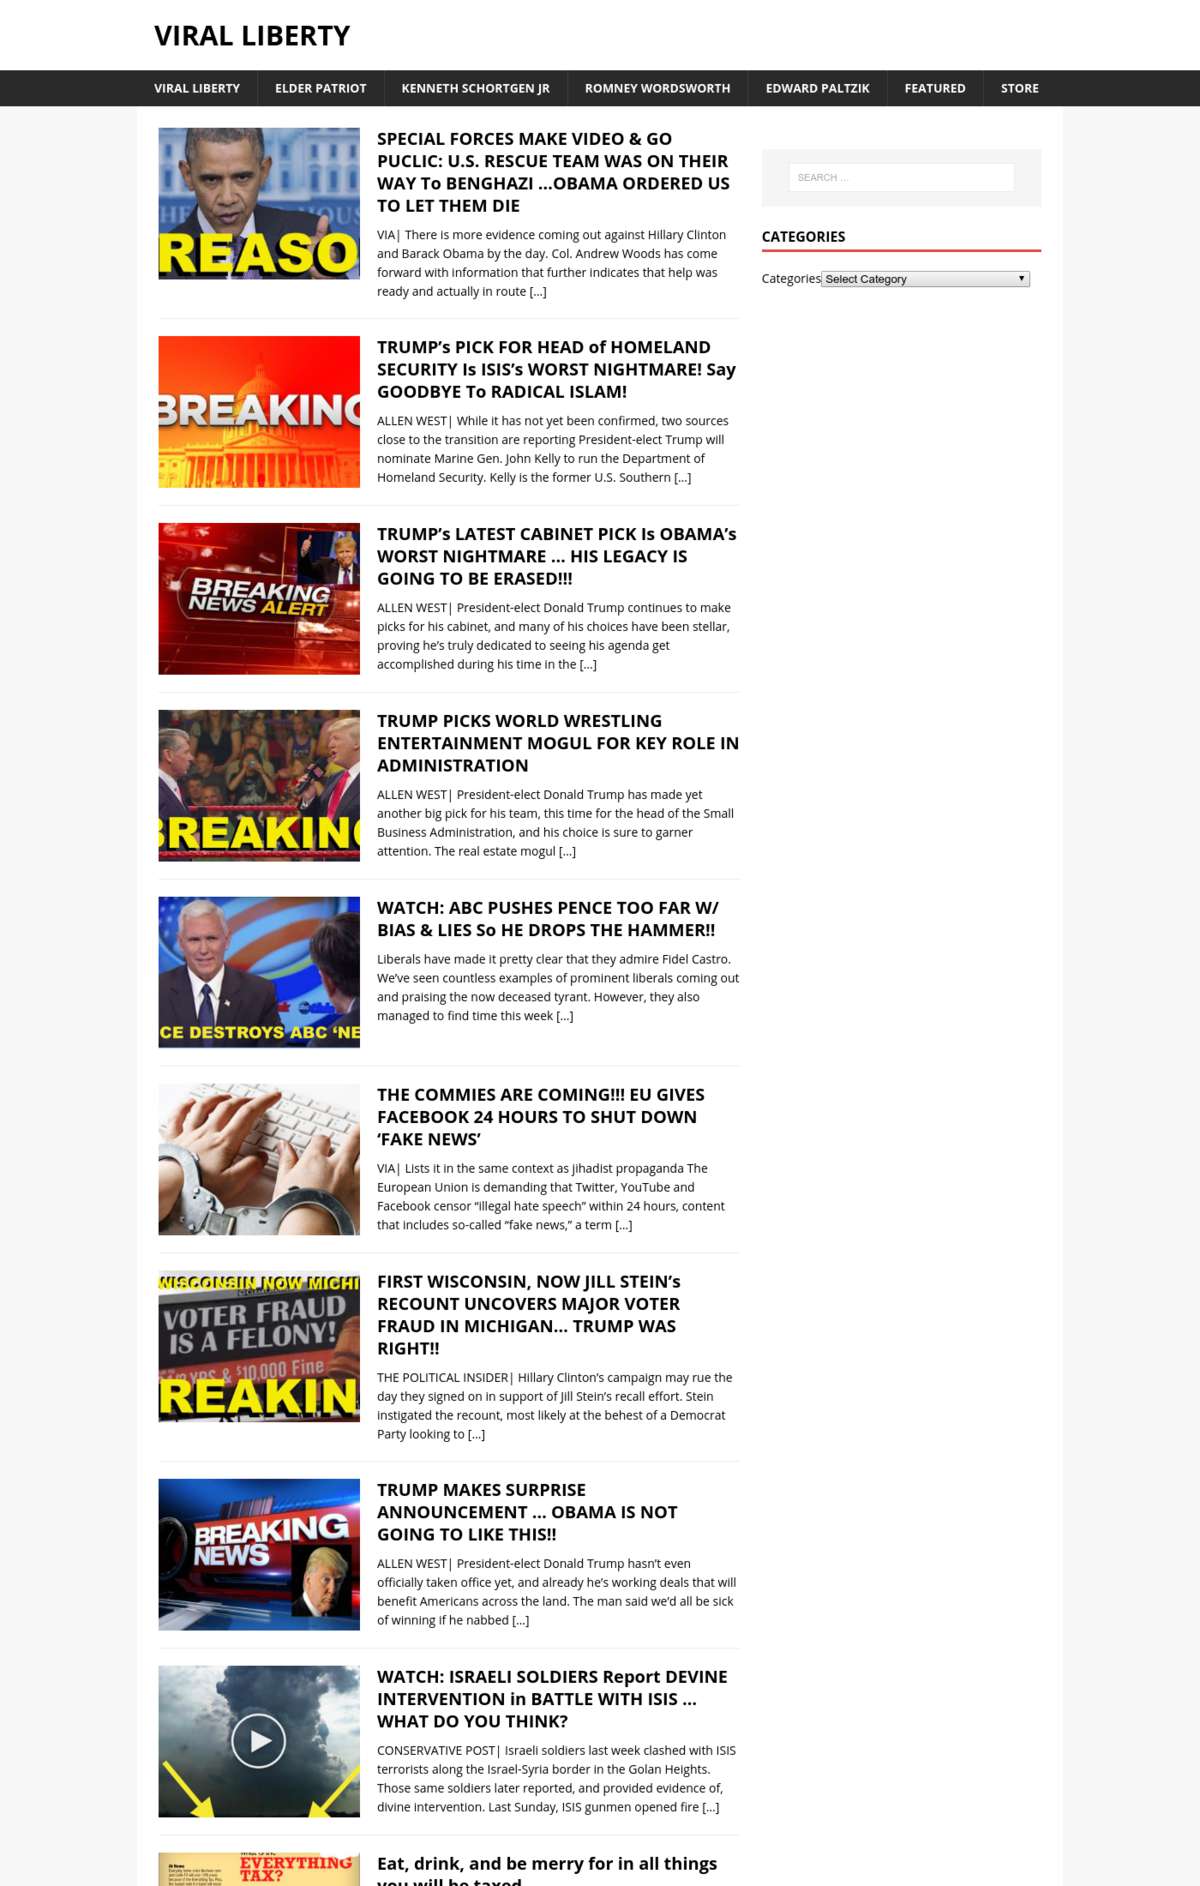 VIRAL LIBERTY
VIRAL LIBERTY
ELDER PATRIOT
KENNETH SCHORTGEN JR
ROMNEY WORDSWORTH
EDWARD PALTZIK
FEATURED
STORE
REASO
SPECIAL FORCES MAKE VIDEO & GO
PUCLIC: U.S. RESCUE TEAM WAS ON THEIR
WAY To BENGHAZI …OBAMA ORDERED US
TO LET THEM DIE
VIA| There is more evidence coming out against Hillary Clinton
and Barack Obama by the day. Col. Andrew Woods has come
forward with information that further indicates that help was
ready and actually in route [...]
SEARCH …
CATEGORIES
Categories Select Category
BREAKING
TRUMP’s PICK FOR HEAD of HOMELAND
SECURITY Is ISIS’s WORST NIGHTMARE! Say
GOODBYE To RADICAL ISLAM!
ALLEN WEST| While it has not yet been confirmed, two sources
close to the transition are reporting President-elect Trump will
nominate Marine Gen. John Kelly to run the Department of
Homeland Security. Kelly is the former U.S. Southern [...]
BREAKING
NEWS ALERT
TRUMP’s LATEST CABINET PICK Is OBAMA’s
WORST NIGHTMARE … HIS LEGACY IS
GOING TO BE ERASED!!!
ALLEN WEST| President-elect Donald Trump continues to make
picks for his cabinet, and many of his choices have been stellar,
proving he’s truly dedicated to seeing his agenda get
accomplished during his time in the [...]
BREAKING
TRUMP PICKS WORLD WRESTLING
ENTERTAINMENT MOGUL FOR KEY ROLE IN
ADMINISTRATION
ALLEN WEST| President-elect Donald Trump has made yet
another big pick for his team, this time for the head of the Small
Business Administration, and his choice is sure to garner
attention. The real estate mogul [...]
CE DESTROYS ABC ‘NE
WATCH: ABC PUSHES PENCE TOO FAR W/
BIAS & LIES So HE DROPS THE HAMMER!!
Liberals have made it pretty clear that they admire Fidel Castro.
We’ve seen countless examples of prominent liberals coming out
and praising the now deceased tyrant. However, they also
managed to find time this week [...]
THE COMMIES ARE COMING!!! EU GIVES
FACEBOOK 24 HOURS TO SHUT DOWN
‘FAKE NEWS’
VIA| Lists it in the same context as jihadist propaganda The
European Union is demanding that Twitter, YouTube and
Facebook censor “illegal hate speech” within 24 hours, content
that includes so-called “fake news,” a term [...]
WISCONSIN NOW MICHI
VOTER FRAUD
IS A FELONY!
YRS & $10,000 Fine
REAKIN
FIRST WISCONSIN, NOW JILL STEIN’s
RECOUNT UNCOVERS MAJOR VOTER
FRAUD IN MICHIGAN… TRUMP WAS
RIGHT!!
THE POLITICAL INSIDER| Hillary Clinton’s campaign may rue the
day they signed on in support of Jill Stein’s recall effort. Stein
instigated the recount, most likely at the behest of a Democrat
Party looking to [...]
BREAKING
NEWS
TRUMP MAKES SURPRISE
ANNOUNCEMENT … OBAMA IS NOT
GOING TO LIKE THIS!!
ALLEN WEST| President-elect Donald Trump hasn’t even
officially taken office yet, and already he’s working deals that will
benefit Americans across the land. The man said we’d all be sick
of winning if he nabbed [...]
WATCH: ISRAELI SOLDIERS Report DEVINE
INTERVENTION in BATTLE WITH ISIS …
WHAT DO YOU THINK?
CONSERVATIVE POST| Israeli soldiers last week clashed with ISIS
terrorists along the Israel-Syria border in the Golan Heights.
Those same soldiers later reported, and provided evidence of,
divine intervention. Last Sunday, ISIS gunmen opened fire [...]
EVERYTHING
TAX?
Eat, drink, and be merry for in all things
you will be taxed